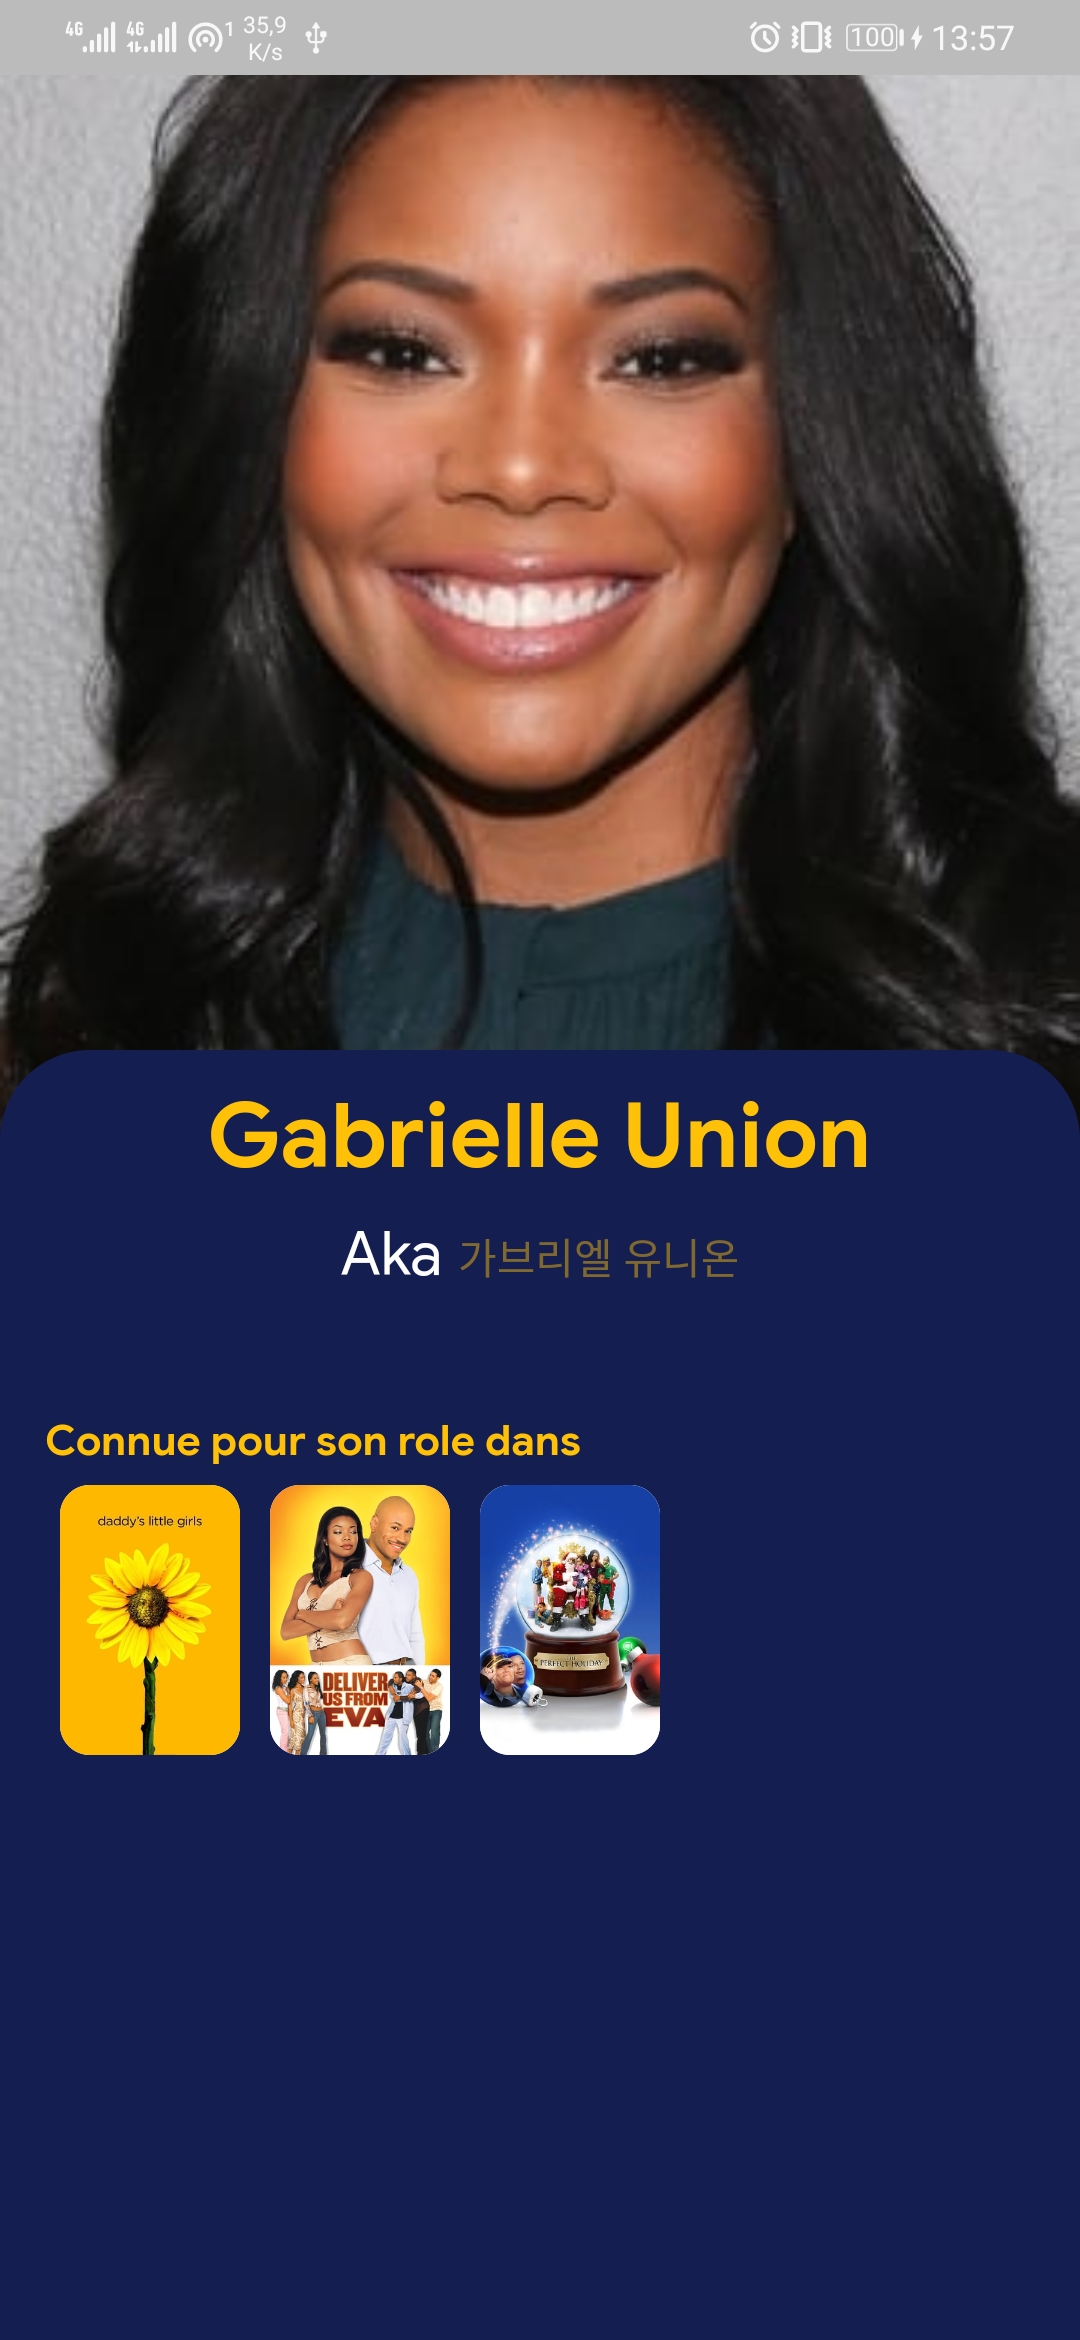 4G 4G 1 35,9 K/s 100 13:57
Gabrielle Union
Aka 가브리엘 유니온
Connue pour son role dans
daddy's little girls
DELIVER
US FROM
EVA
PERFECT HOLIDAY